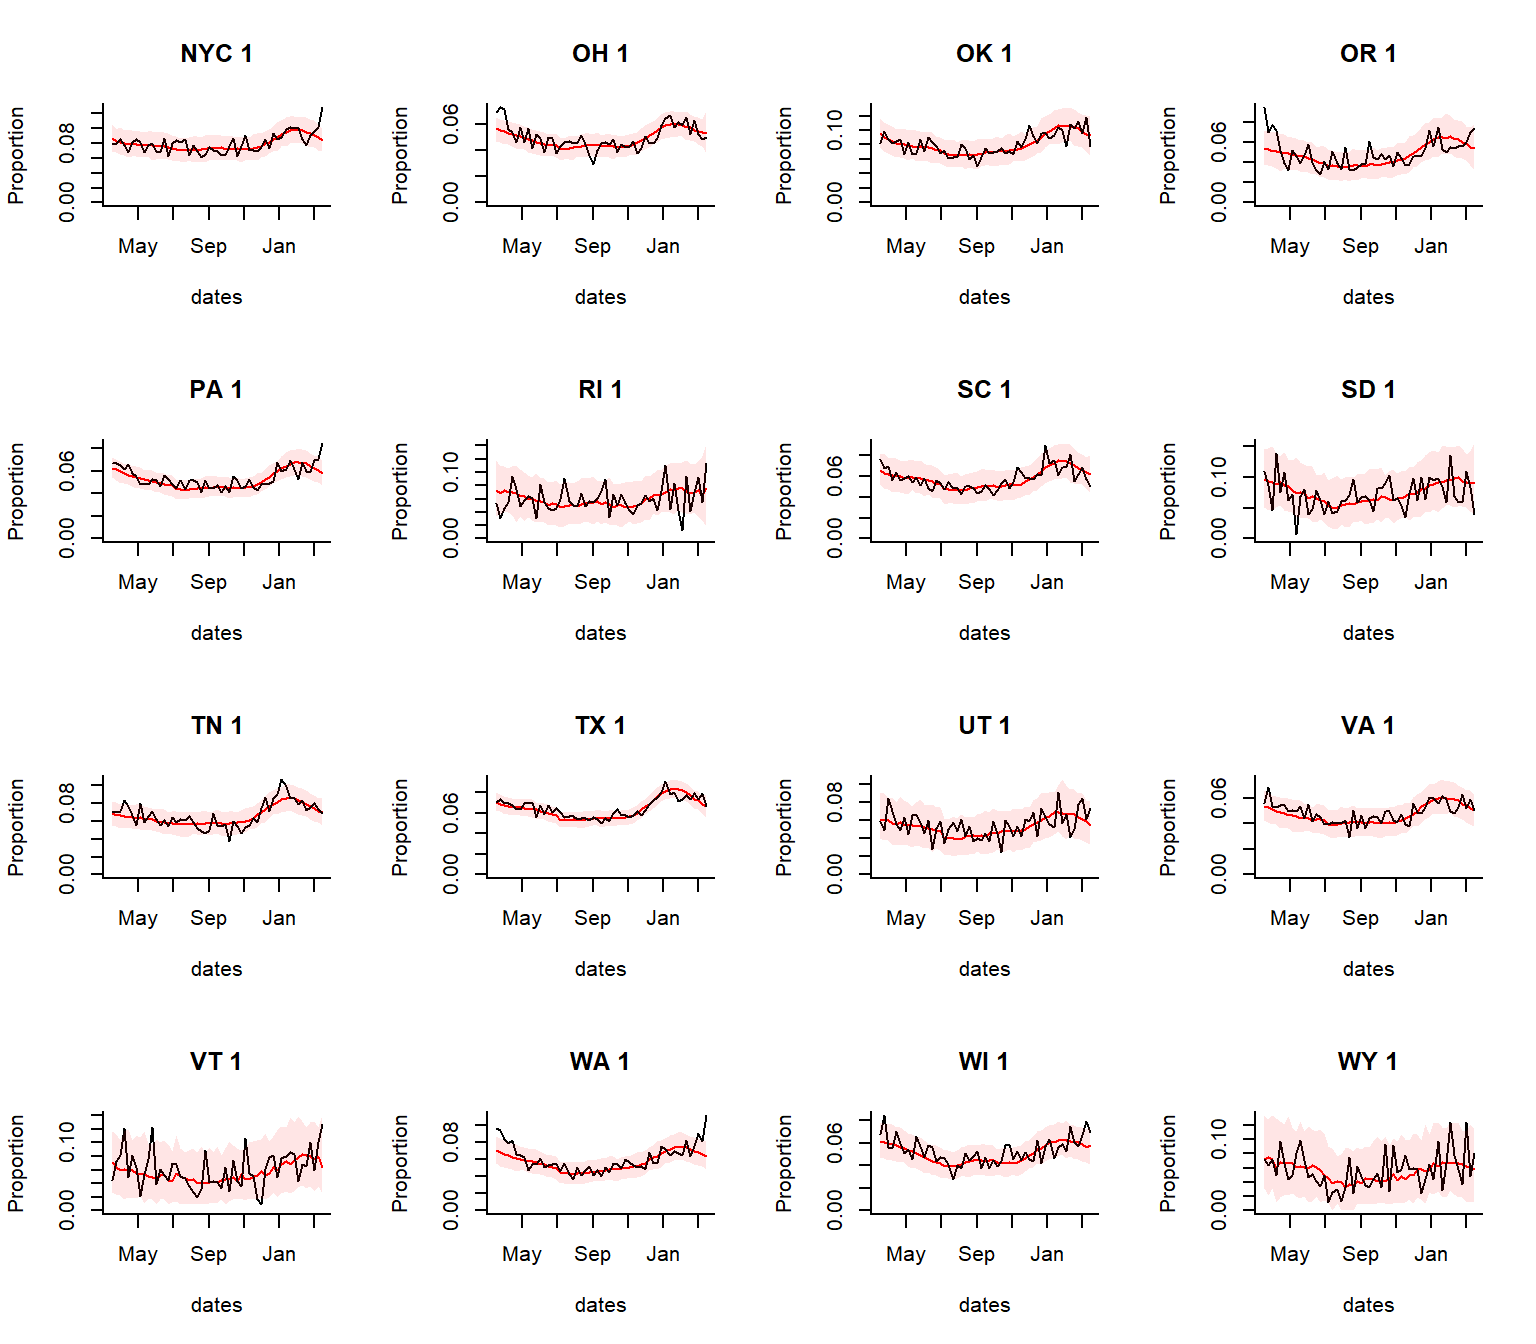 NYC 1
Proportion
0.00 0.08
May Sep Jan
dates
OH 1
Proportion
0.00 0.06
May Sep Jan
dates
OK 1
Proportion
0.00 0.10
May Sep Jan
dates
OR 1
Proportion
0.00 0.06
May Sep Jan
dates
PA 1
Proportion
0.00 0.06
May Sep Jan
dates
RI 1
Proportion
0.00 0.10
May Sep Jan
dates
SC 1
Proportion
0.00 0.06
May Sep Jan
dates
SD 1
Proportion
0.00 0.10
May Sep Jan
dates
TN 1
Proportion
0.00 0.08
May Sep Jan
dates
TX 1
Proportion
0.00 0.06
May Sep Jan
dates
UT 1
Proportion
0.00 0.08
May Sep Jan
dates
VA 1
Proportion
0.00 0.06
May Sep Jan
dates
VT 1
Proportion
0.00 0.10
May Sep Jan
dates
WA 1
Proportion
0.00 0.08
May Sep Jan
dates
WI 1
Proportion
0.00 0.06
May Sep Jan
dates
WY 1
Proportion
0.00 0.10
May Sep Jan
dates